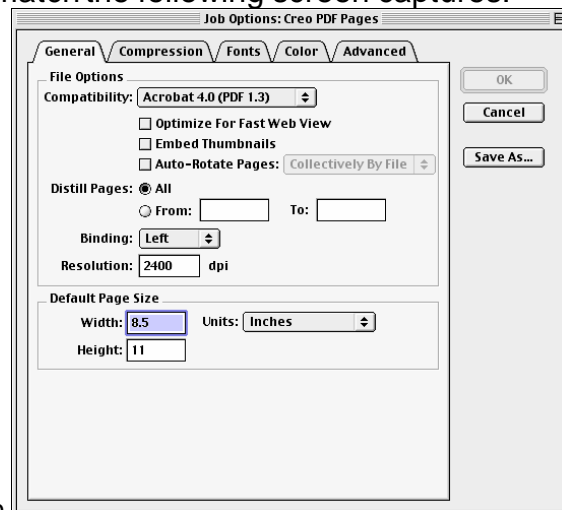 match the following screen captures.
Job Options: Creo PDF Pages
General Compression Fonts Color Advanced
File Options
Compatibility: Acrobat 4.0 (PDF 1.3)
Optimize For Fast Web View
Embed Thumbnails
Auto-Rotate Pages: Collectively By File
Distill Pages: All
From: To:
Binding: Left
Resolution: 2400 dpi
Default Page Size
Width: 8.5 Units: Inches
Height: 11
OK
Cancel
Save As...